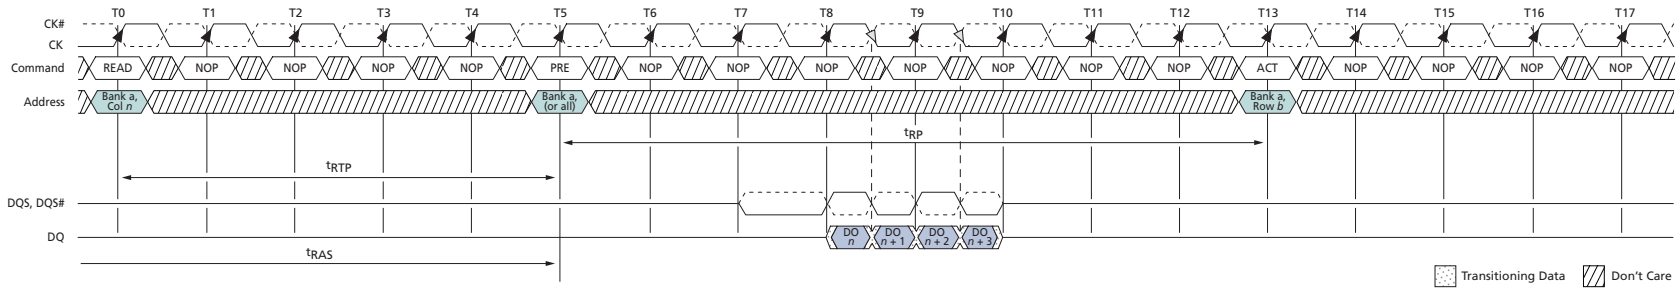 T0 T1 T2 T3 T4 T5 T6 T7 T8 T9 T10 T11 T12 T13 T14 T15 T16 T17
CK#
CK
Command READ NOP NOP NOP NOP PRE NOP NOP NOP NOP NOP NOP NOP ACT NOP NOP NOP NOP
Address Bank a, Col n Bank a, (or all) Bank a, Row b
tRP
tRTP
DQS, DQS#
DQ DO n DO n + 1 DO n + 2 DO n + 3
tRAS
Transitioning Data Don't Care